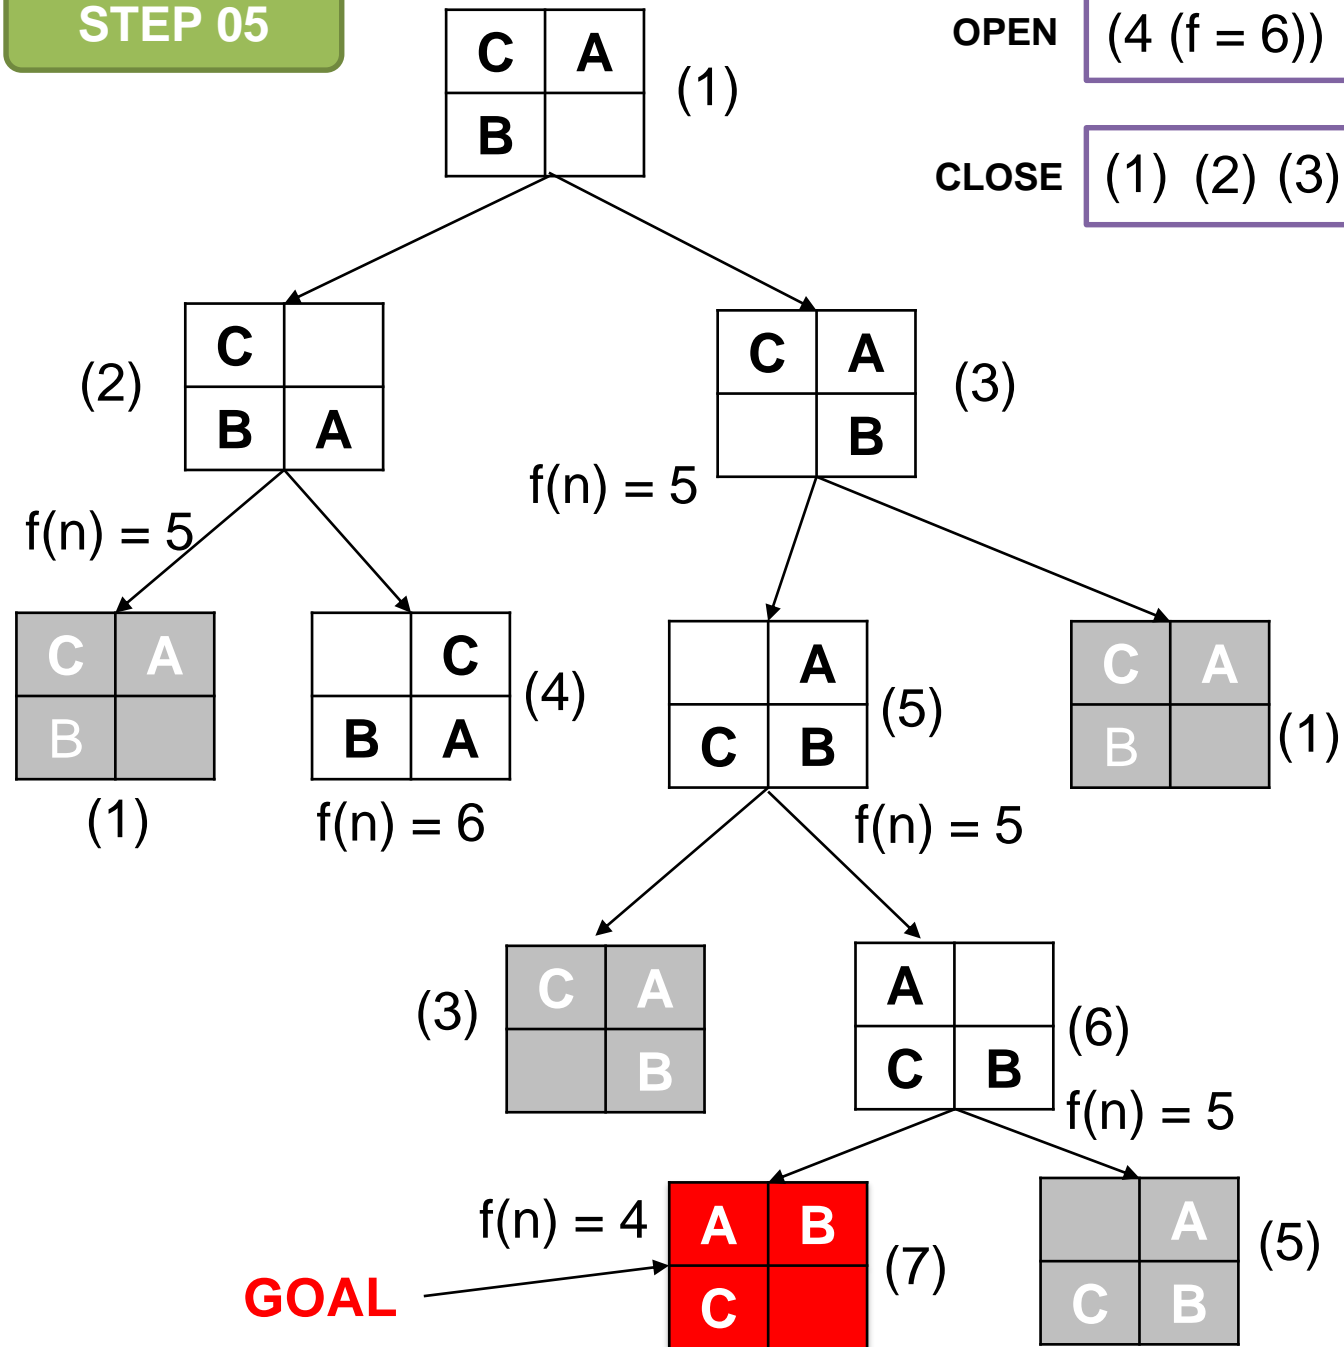 STEP 05
OPEN (4 (f = 6))
CLOSE (1) (2) (3)
C A
B
(1)
C
B A
(2)
f(n) = 5
C A
B
(3)
f(n) = 5
C A
B
(1)
C
B A
(4)
f(n) = 6
A
C B
(5)
f(n) = 5
C A
B
(1)
C A
B
(3)
A
C B
(6)
f(n) = 5
GOAL
f(n) = 4
A B
C
(7)
A
C B
(5)